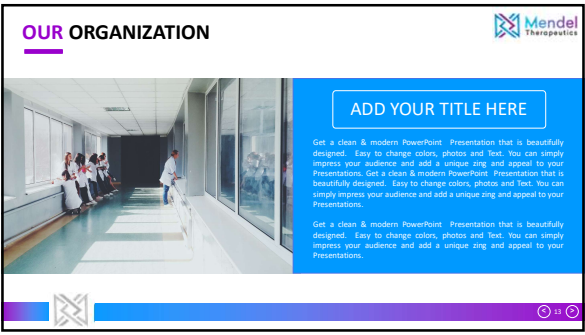 OUR ORGANIZATION
Mendel
Therapeutics
ADD YOUR TITLE HERE
Get a clean & modern PowerPoint Presentation that is beautifully
designed. Easy to change colors, photos and Text. You can simply
impress your audience and add a unique zing and appeal to your
Presentations. Get a clean & modern PowerPoint Presentation that is
beautifully designed. Easy to change colors, photos and Text. You can
simply impress your audience and add a unique zing and appeal to your
Presentations.
Get a clean & modern PowerPoint Presentation that is beautifully
designed. Easy to change colors, photos and Text. You can simply
impress your audience and add a unique zing and appeal to your
Presentations.
< 13 >